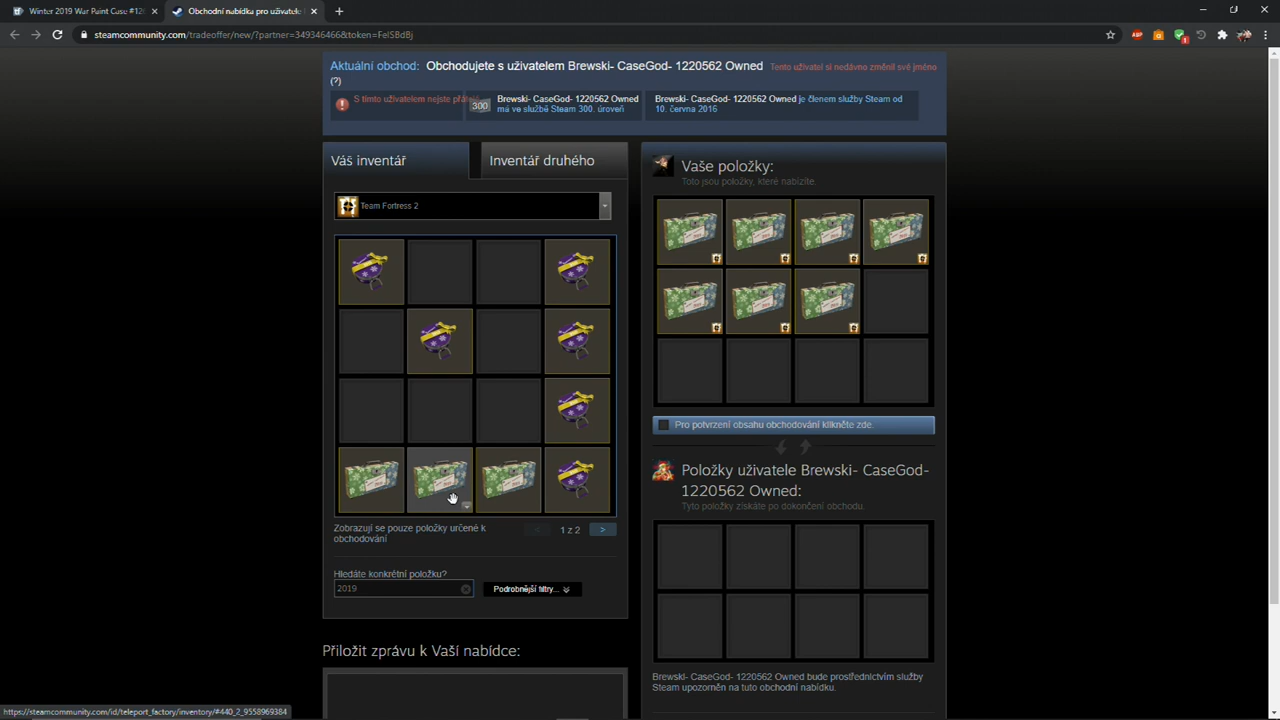 Winter 2019 War Paint Case #12
Obchodní nabídka pro uživatele
steamcommunity.com/tradeoffer/new/?partner=349346466&token=FeISBdBj
ABP
1
Aktuální obchod: Obchodujete s uživatelem Brewski- CaseGod- 1220562 Owned Tento uživatel si nedávno změnil své jméno
(?)
S tímto uživatelem nejste
300
Brewski- CaseGod- 1220562 Owned
má ve službě Steam 300. úroveň
Brewski- CaseGod- 1220562 Owned je členem služby Steam od
10. června 2016
Váš inventář
Inventář druhého
Team Fortress 2
Zobrazují se pouze položky určené k
obchodování
1 z 2
>
Hledáte konkrétní položku?
2019
Podrobnější filtry...
Přiložit zprávu k Vaší nabídce:
Vaše položky:
Toto jsou položky, které nabízíte.
Pro potvrzení obsahu obchodování klikněte zde.
Položky uživatele Brewski- CaseGod-
1220562 Owned:
Tyto položky získáte po dokončení obchodu.
Brewski- CaseGod- 1220562 Owned bude prostřednictvím služby
Steam upozorněn na tuto obchodní nabídku.
https://steamcommunity.com/id/teleport_factory/inventory/#440_2_9558969384